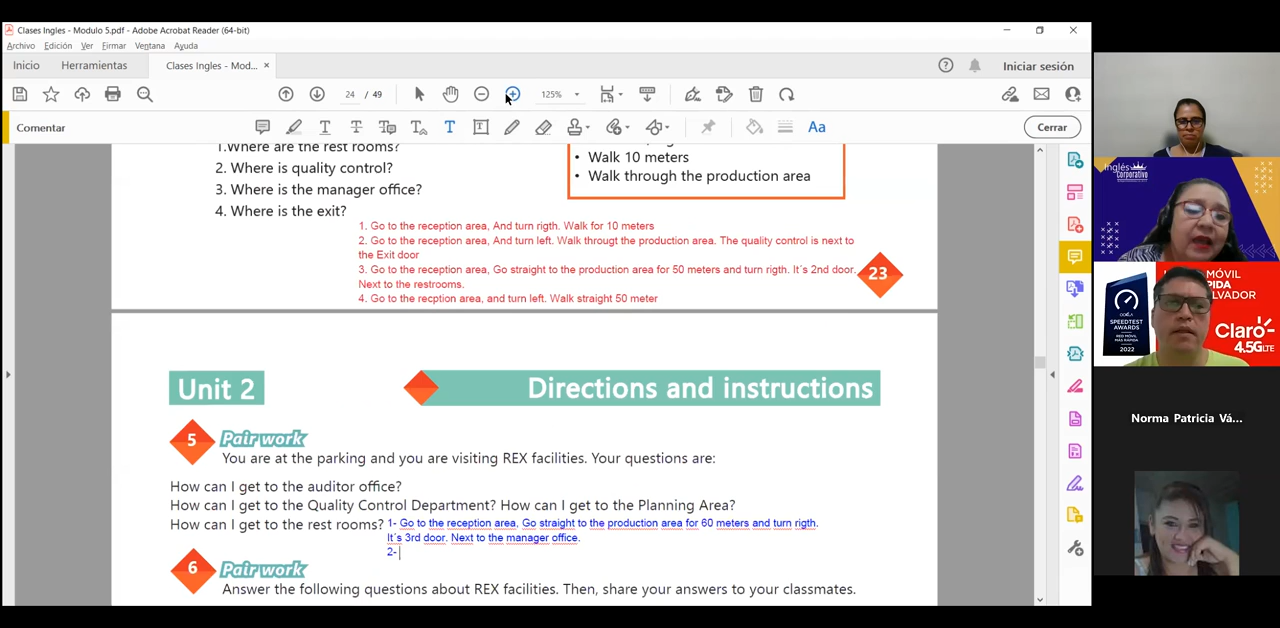 Clases Ingles - Modulo 5.pdf - Adobe Acrobat Reader (64-bit)
Archivo Edición Ver Firmar Ventana Ayuda
Inicio Herramientas Clases Ingles - Mod... × Iniciar sesión
24 / 49 125%
Comentar Cerrar
1.Where are the rest rooms?
2. Where is quality control?
3. Where is the manager office?
4. Where is the exit?
• Walk 10 meters
• Walk through the production area
1. Go to the reception area, And turn rigth. Walk for 10 meters
2. Go to the reception area, And turn left. Walk througt the production area. The quality control is next to
the Exit door
3. Go to the reception area, Go straight to the production area for 50 meters and turn rigth. It´s 2nd door.
Next to the restrooms.
4. Go to the recption area, and turn left. Walk straight 50 meter
23
Unit 2
Directions and instructions
5 Pair work
You are at the parking and you are visiting REX facilities. Your questions are:
How can I get to the auditor office?
How can I get to the Quality Control Department? How can I get to the Planning Area?
How can I get to the rest rooms?
1- Go to the reception area, Go straight to the production area for 60 meters and turn rigth.
It´s 3rd door. Next to the manager office.
2-
6 Pair work
Answer the following questions about REX facilities. Then, share your answers to your classmates.
Inglés
Corporativo
MÓVIL
PIDA
LVADOR
SPEEDTEST
AWARDS
2022
Claro
4.5G LTE
Norma Patricia Vá...